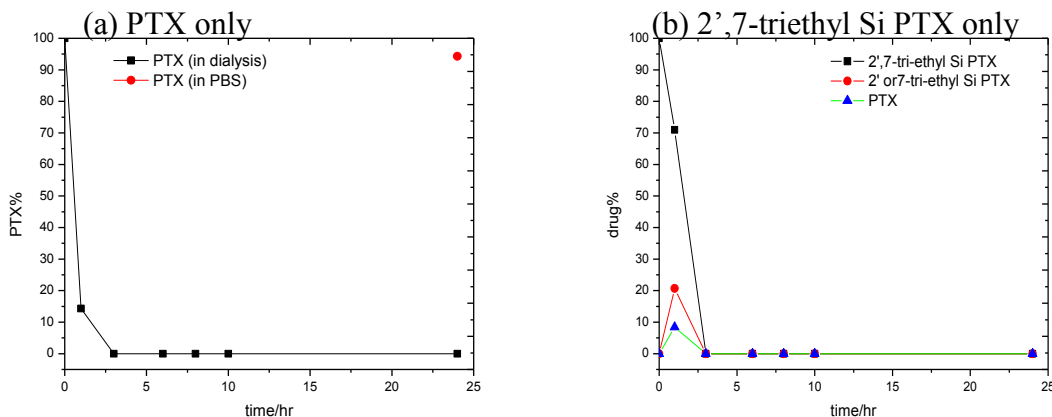 (a) PTX only
100
90
80
70
60
50
40
30
20
10
0
PTX%
PTX (in dialysis)
PTX (in PBS)
0 5 10 15 20 25
time/hr
(b) 2’,7-triethyl Si PTX only
100
90
80
70
60
50
40
30
20
10
0
drug%
2',7-tri-ethyl Si PTX
2' or7-tri-ethyl Si PTX
PTX
0 5 10 15 20 25
time/hr